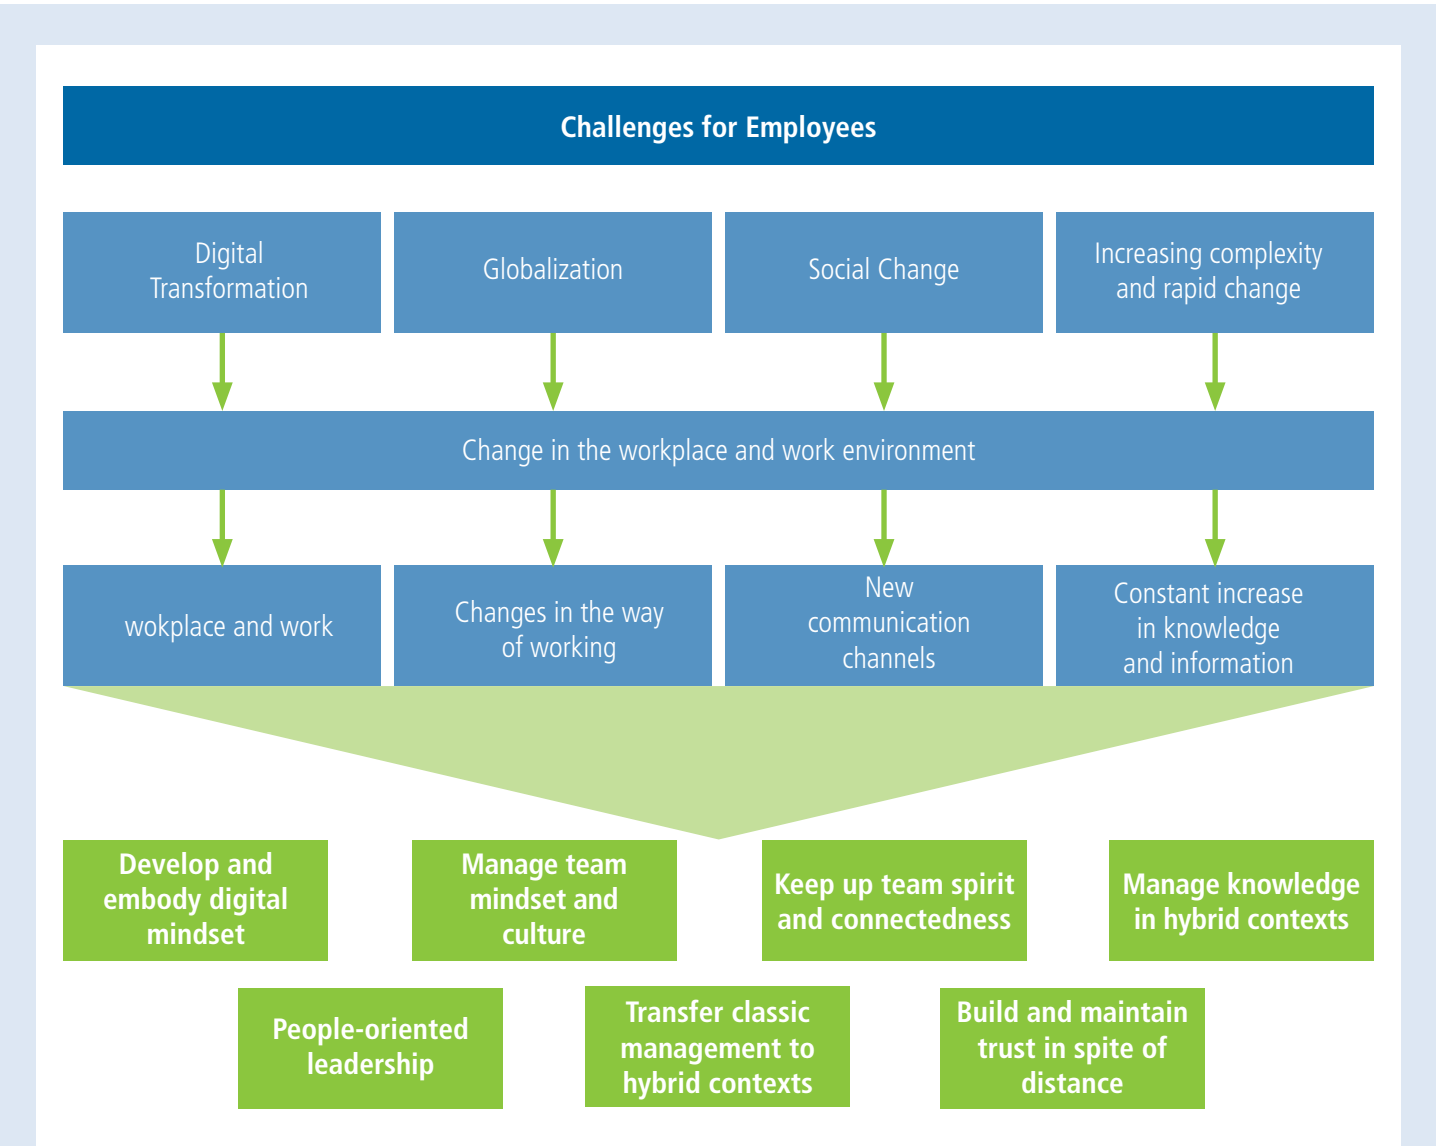 Challenges for Employees
Digital
Transformation
Globalization
Social Change
Increasing complexity
and rapid change
Change in the workplace and work environment
wokplace and work
Changes in the way
of working
New
communication
channels
Constant increase
in knowledge
and information
Develop and
embody digital
mindset
Manage team
mindset and
culture
Keep up team spirit
and connectedness
Manage knowledge
in hybrid contexts
People-oriented
leadership
Transfer classic
management to
hybrid contexts
Build and maintain
trust in spite of
distance